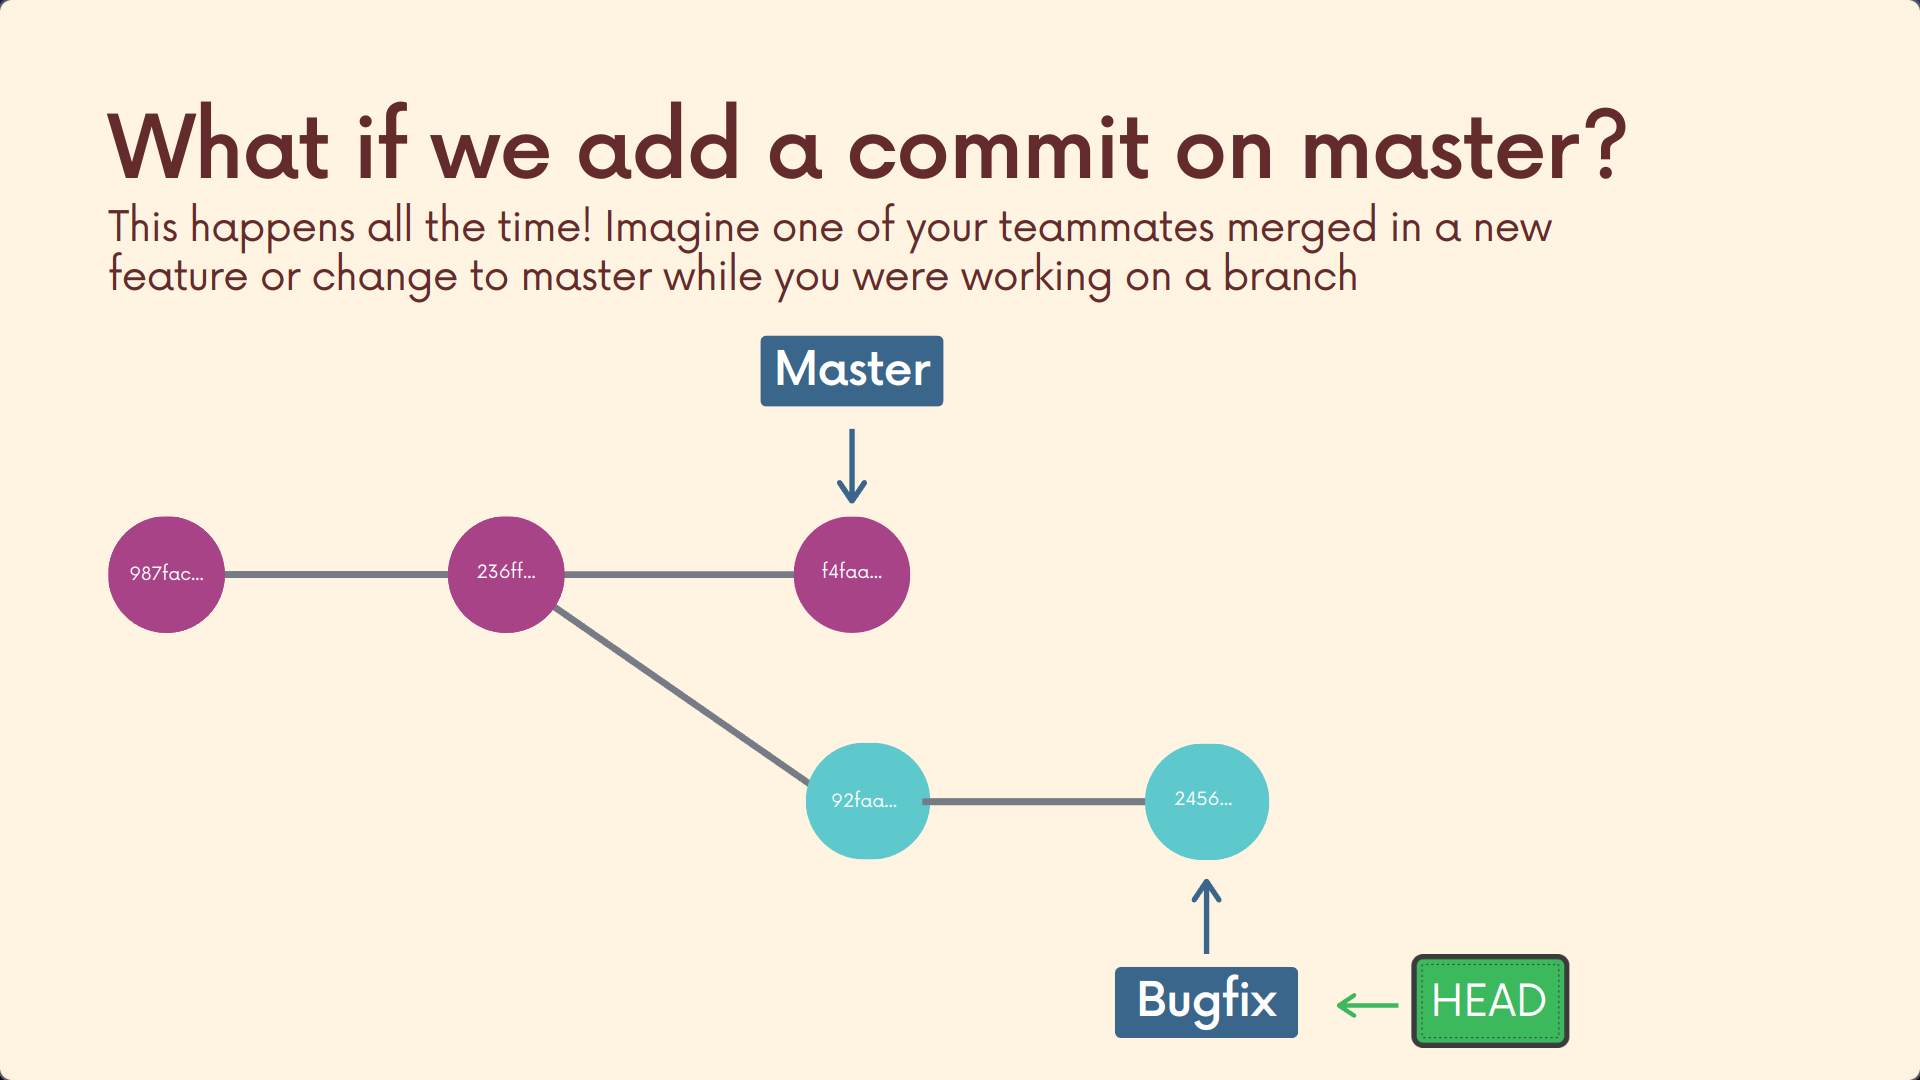 What if we add a commit on master?
This happens all the time! Imagine one of your teammates merged in a new
feature or change to master while you were working on a branch
Master
987fac...
236ff...
f4faa...
92faa...
2456...
Bugfix
HEAD